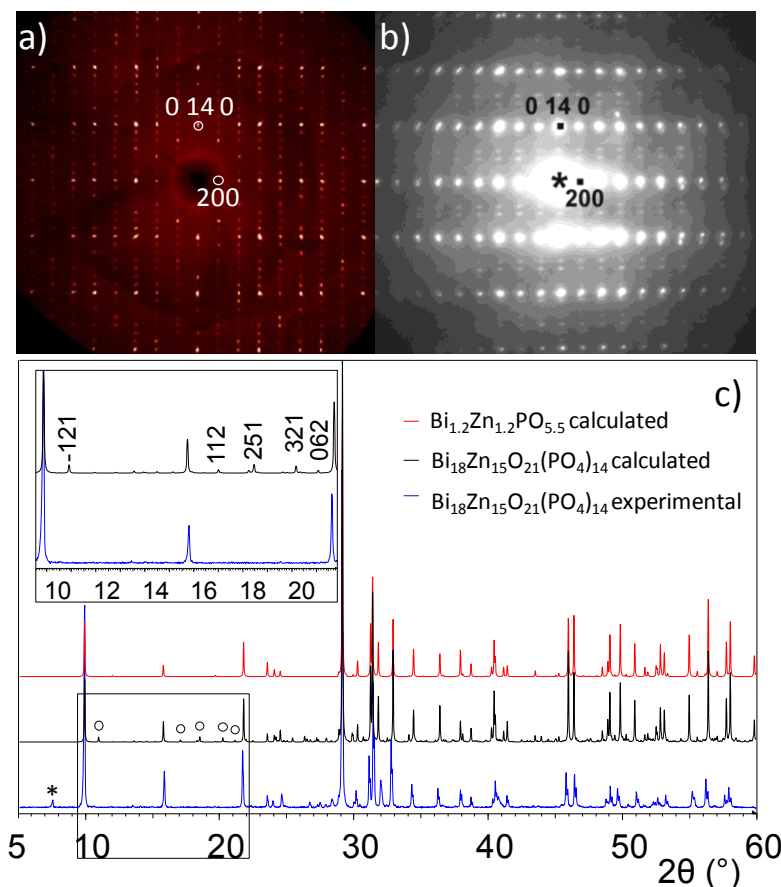 a)
b)
0 14 0
200
0 14 0
*
200
c)
-121
112
251
321
062
10 12 14 16 18 20
Bi1.2Zn1.2PO5.5 calculated
Bi18Zn15O21(PO4)14 calculated
Bi18Zn15O21(PO4)14 experimental
*
5 10 20 30 40 50 60
2θ (°)